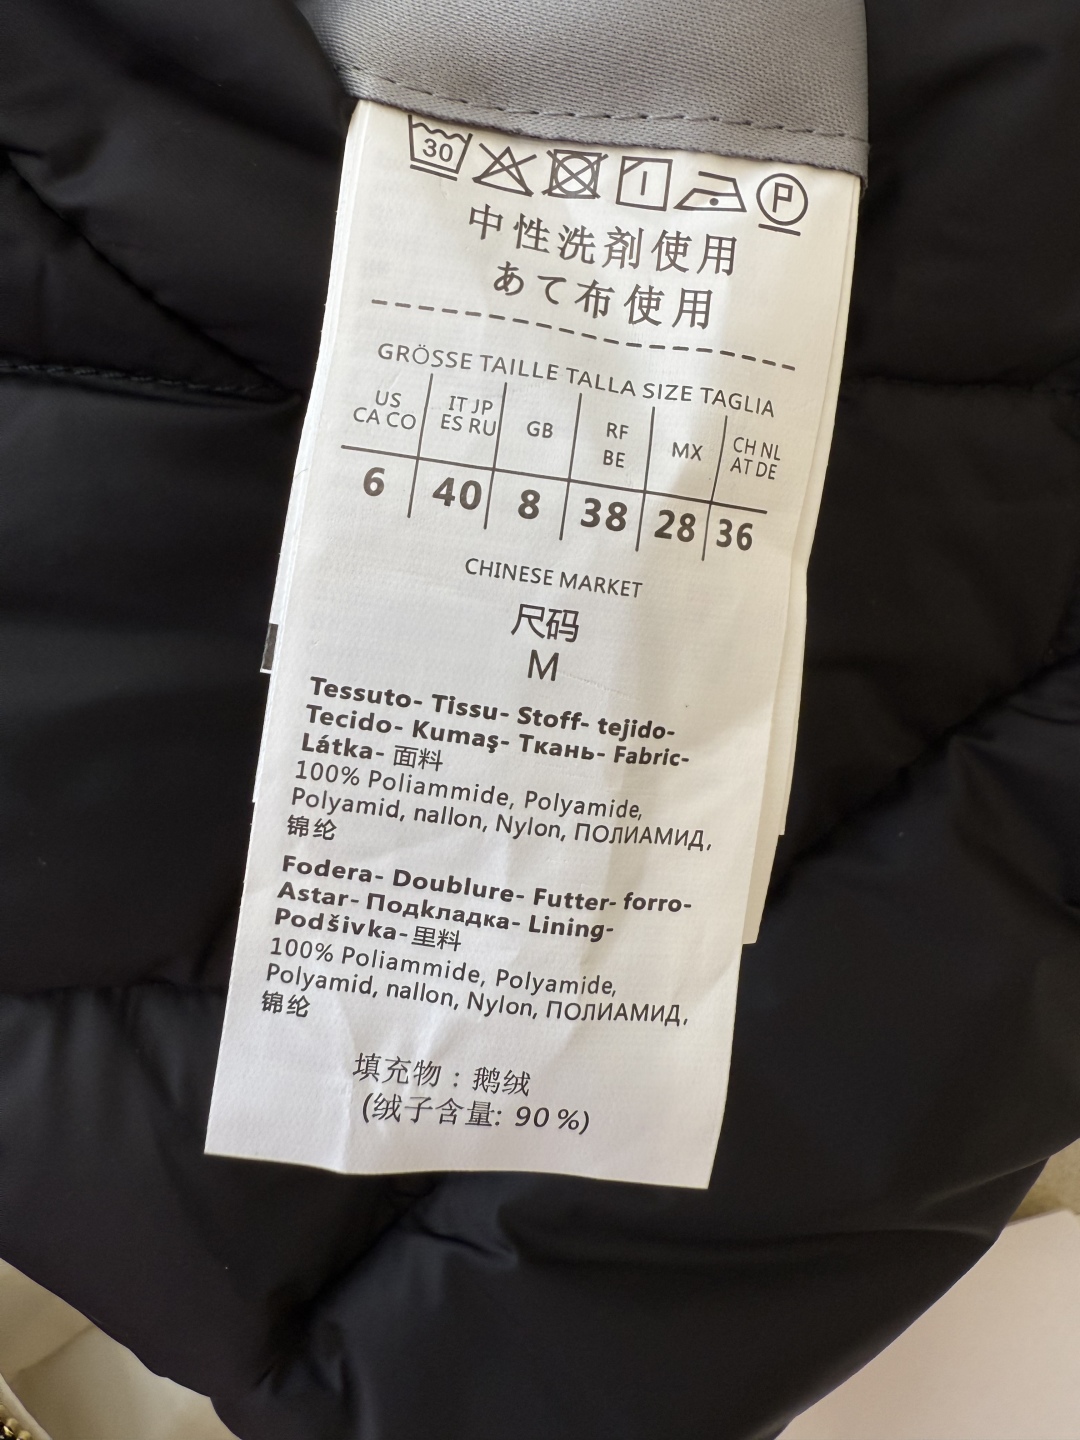 30 P
中性洗剤使用
あて布使用
GRÖSSE TAILLE TALLA SIZE TAGLIA
US CA CO IT JP ES RU GB RF BE MX CH NL AT DE
6 40 8 38 28 36
CHINESE MARKET
尺码
M
Tessuto- Tissu- Stoff- tejido-
Tecido- Kumaş- Ткань- Fabric-
Látka- 面料
100% Poliammide, Polyamide,
Polyamid, nallon, Nylon, ПОЛИАМИД,
锦纶
Fodera- Doublure- Futter- forro-
Astar- Подкладка- Lining-
Podšivka- 里料
100% Poliammide, Polyamide,
Polyamid, nallon, Nylon, ПОЛИАМИД,
锦纶
填充物 : 鹅绒
(绒子含量: 90 %)